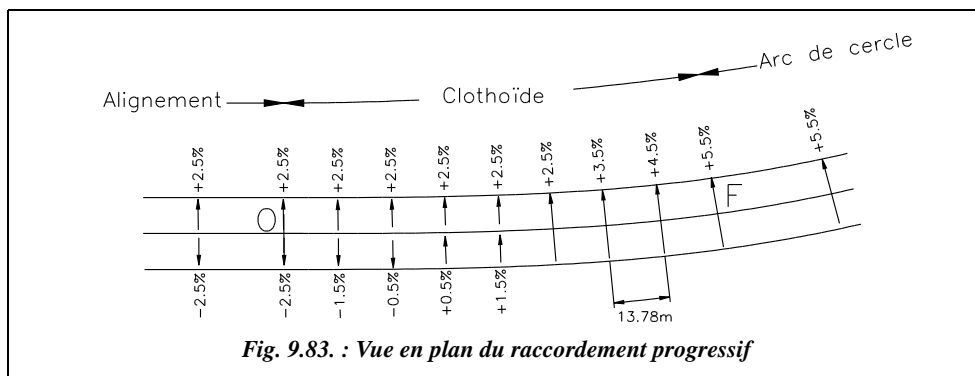 Arc de cercle
Alignement
Clothoïde
+2.5% +2.5% +2.5% +2.5% +2.5% +2.5% +2.5% +3.5% +4.5% +5.5% +5.5%
O
F
-2.5% -2.5% -1.5% -0.5% +0.5% +1.5%
13.78m
Fig. 9.83. : Vue en plan du raccordement progressif